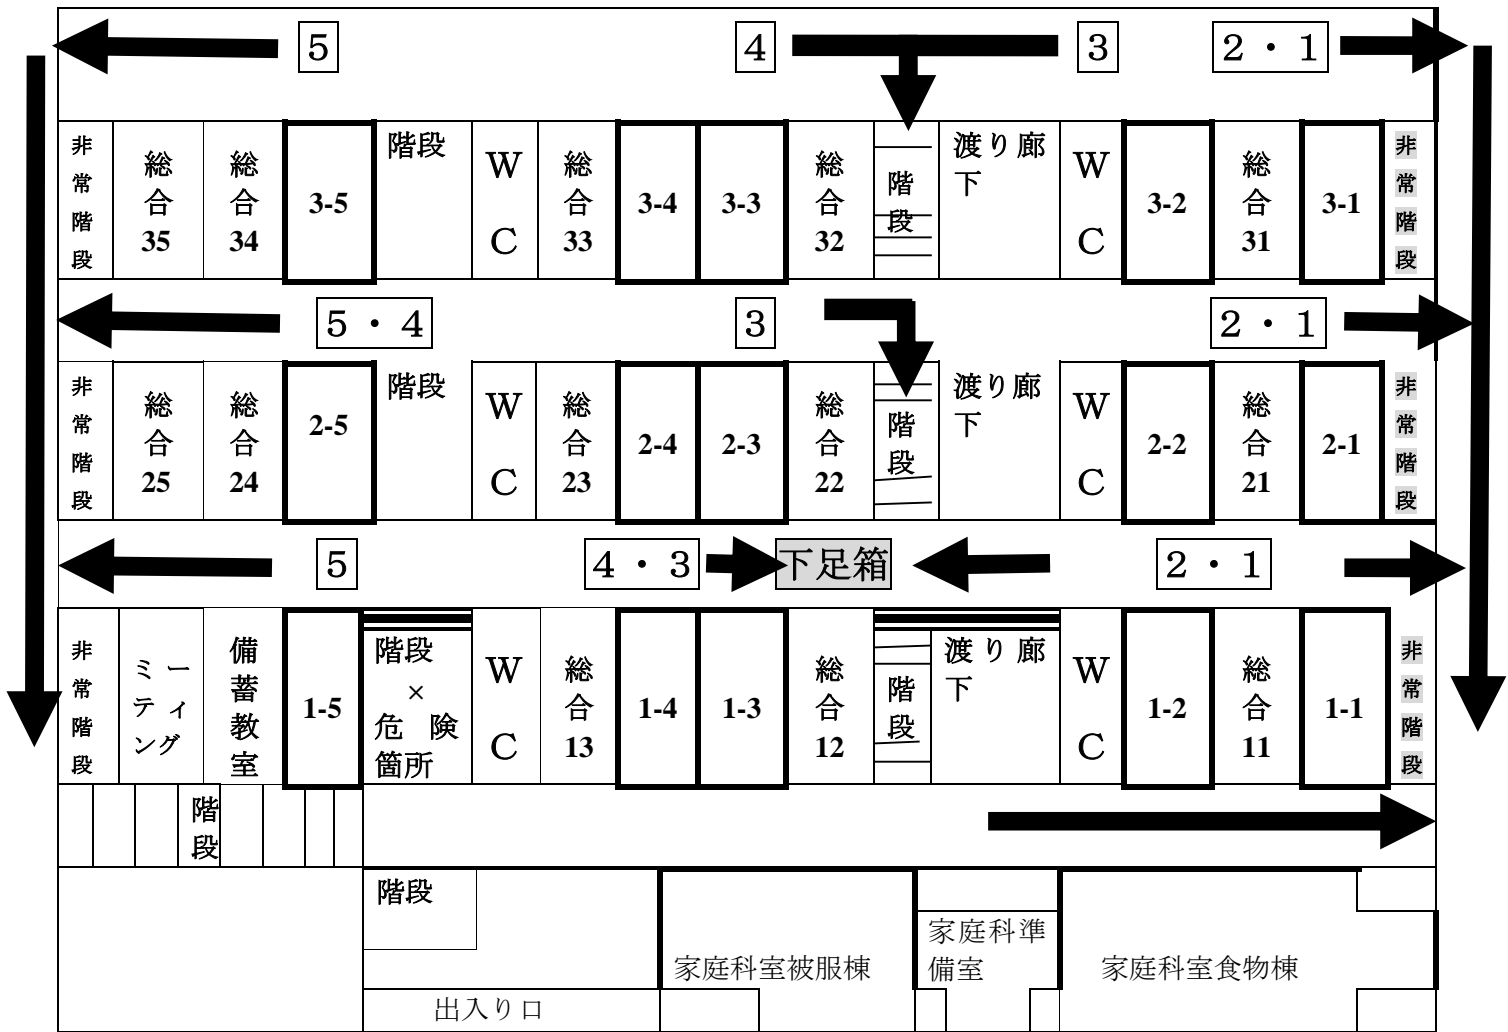 ５
４
３
２・１
非常階段
総合35
総合34
3-5
階段
ＷＣ
総合33
3-4
3-3
総合32
階段
渡り廊下
ＷＣ
3-2
総合31
3-1
非常階段
５・４
３
２・１
非常階段
総合25
総合24
2-5
階段
ＷＣ
総合23
2-4
2-3
総合22
階段
渡り廊下
ＷＣ
2-2
総合21
2-1
非常階段
５
４・３
下足箱
２・１
非常階段
ミーティング
備蓄教室
1-5
階段
×
危険
箇所
ＷＣ
総合13
1-4
1-3
総合12
階段
渡り廊下
ＷＣ
1-2
総合11
1-1
非常階段
階段
階段
家庭科室被服棟
家庭科準
備室
家庭科室食物棟
出入り口